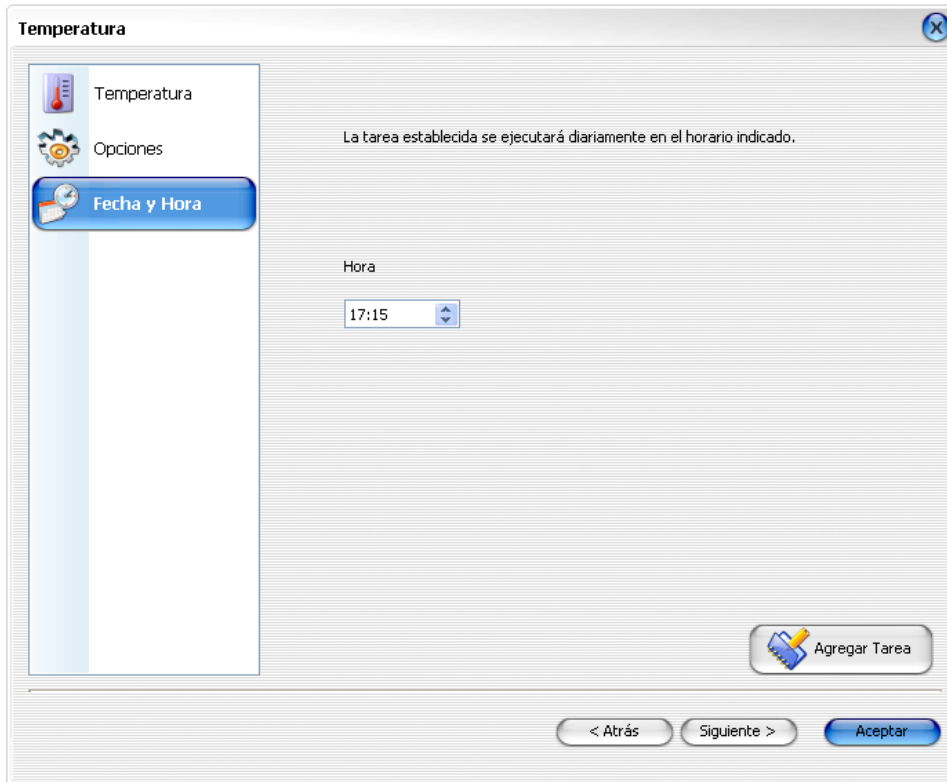 Temperatura
Temperatura
Opciones
Fecha y Hora
La tarea establecida se ejecutará diariamente en el horario indicado.
Hora
17:15
Agregar Tarea
< Atrás
Siguiente >
Aceptar